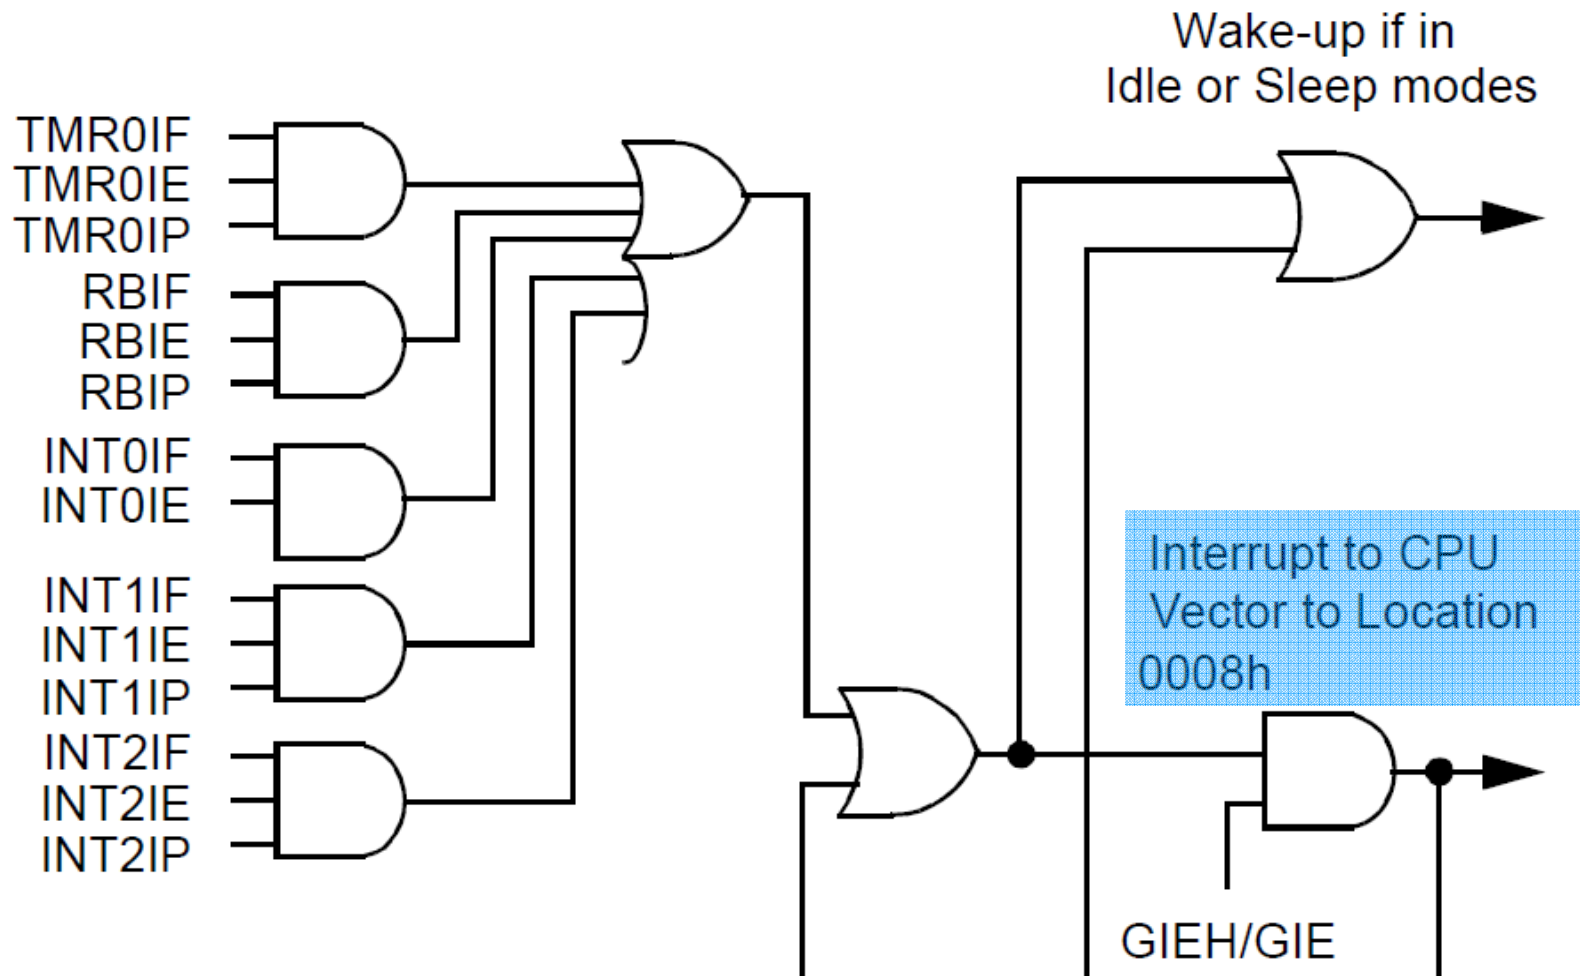 Wake-up if in
Idle or Sleep modes
TMR0IF
TMR0IE
TMR0IP
RBIF
RBIE
RBIP
INT0IF
INT0IE
INT1IF
INT1IE
INT1IP
INT2IF
INT2IE
INT2IP
Interrupt to CPU
Vector to Location
0008h
GIEH/GIE